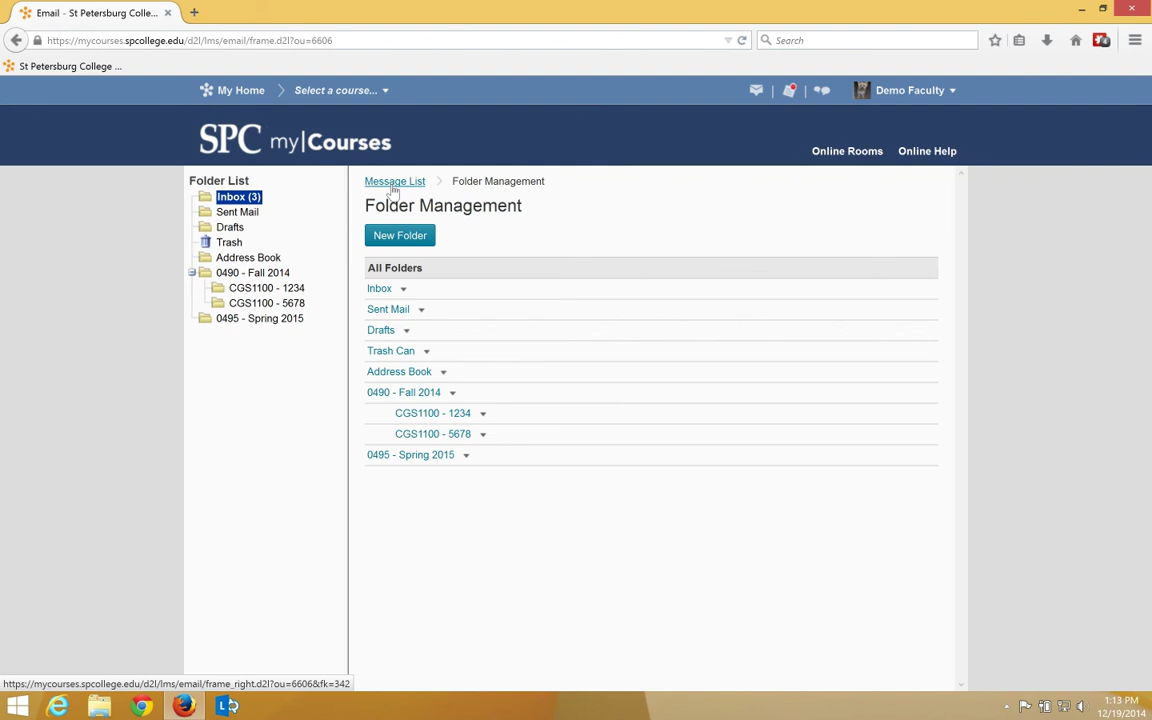 Email - St Petersburg Colle...
https://mycourses.spcollege.edu/d2l/lms/email/frame.d2l?ou=6606
Search
St Petersburg College ...
My Home
Select a course...
Demo Faculty
SPC my|Courses
Online Rooms
Online Help
Folder List
Inbox (3)
Sent Mail
Drafts
Trash
Address Book
0490 - Fall 2014
CGS1100 - 1234
CGS1100 - 5678
0495 - Spring 2015
Message List
Folder Management
Folder Management
New Folder
All Folders
Inbox
Sent Mail
Drafts
Trash Can
Address Book
0490 - Fall 2014
CGS1100 - 1234
CGS1100 - 5678
0495 - Spring 2015
https://mycourses.spcollege.edu/d2l/lms/email/frame_right.d2l?ou=6606&fk=342
1:13 PM
12/19/2014